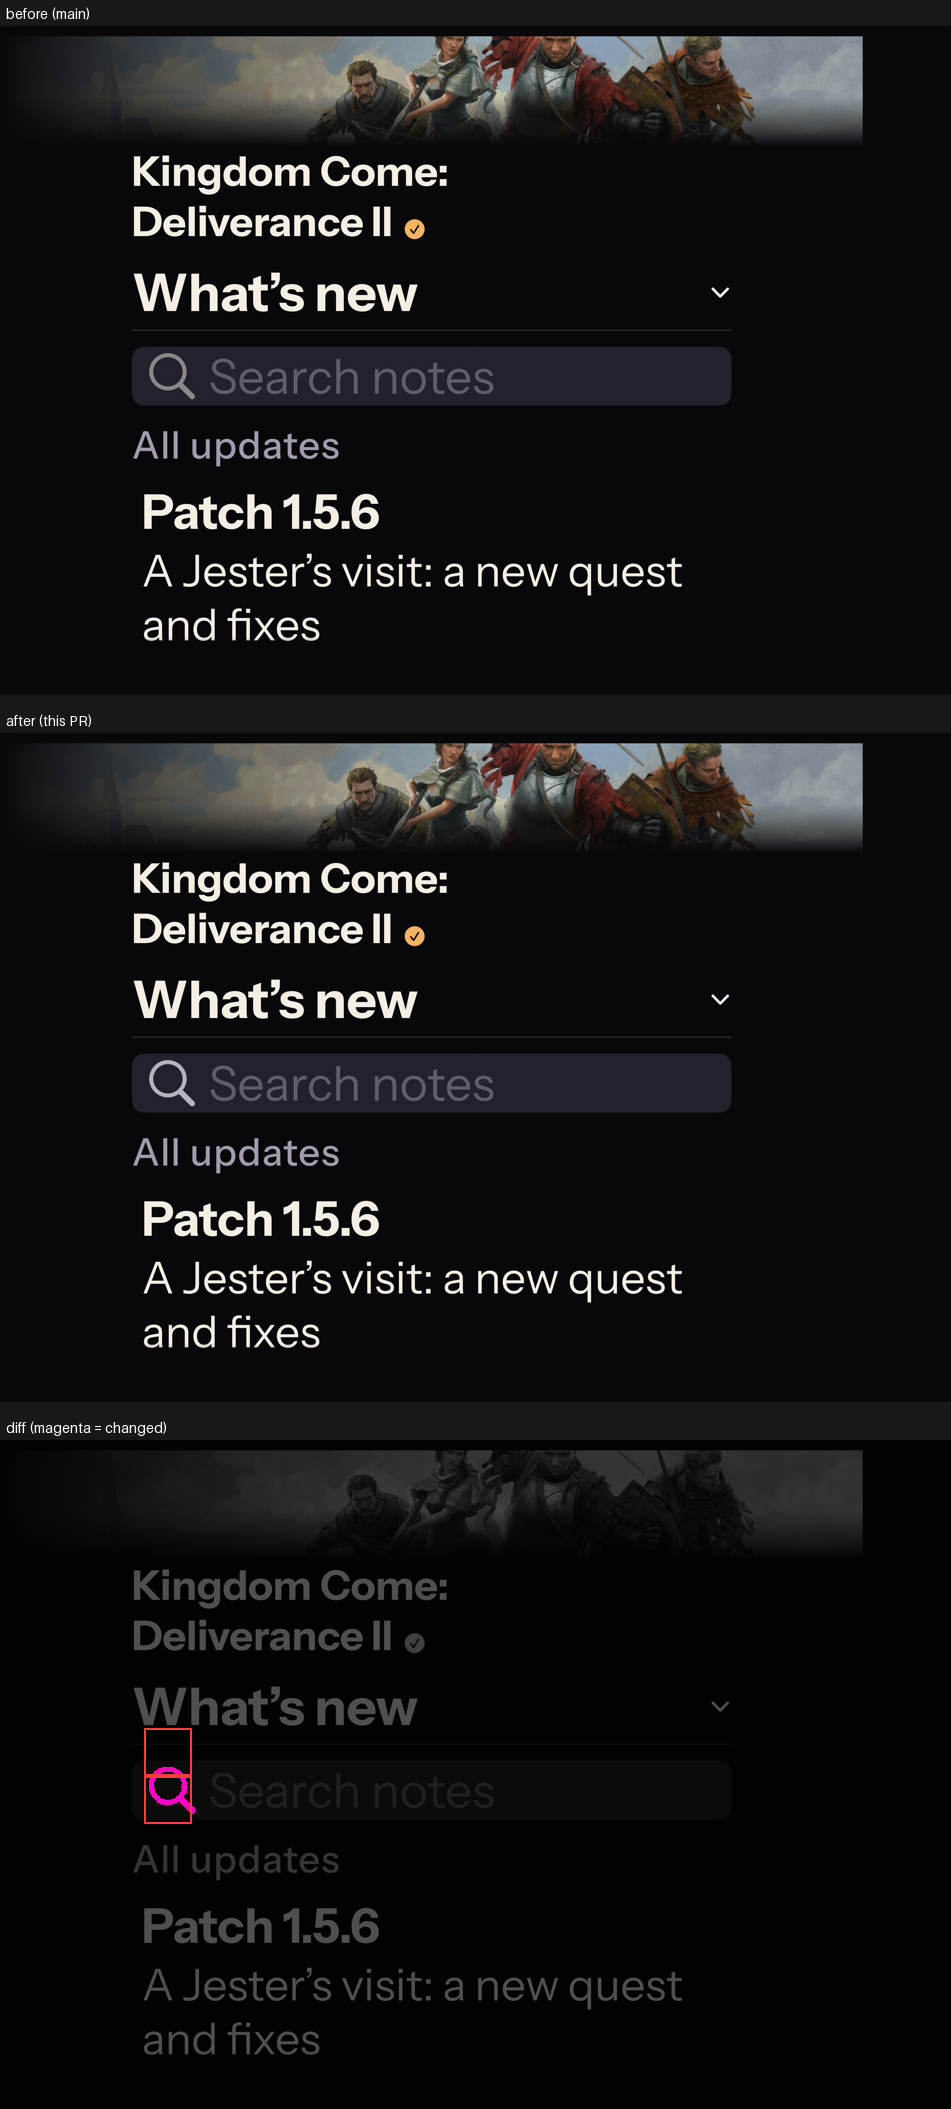 before (main)
Kingdom Come:
Deliverance II
What's new
Search notes
All updates
Patch 1.5.6
A Jester's visit: a new quest
and fixes
after (this PR)
Kingdom Come:
Deliverance II
What's new
Search notes
All updates
Patch 1.5.6
A Jester's visit: a new quest
and fixes
diff (magenta = changed)
Kingdom Come:
Deliverance II
What's new
Search notes
All updates
Patch 1.5.6
A Jester's visit: a new quest
and fixes